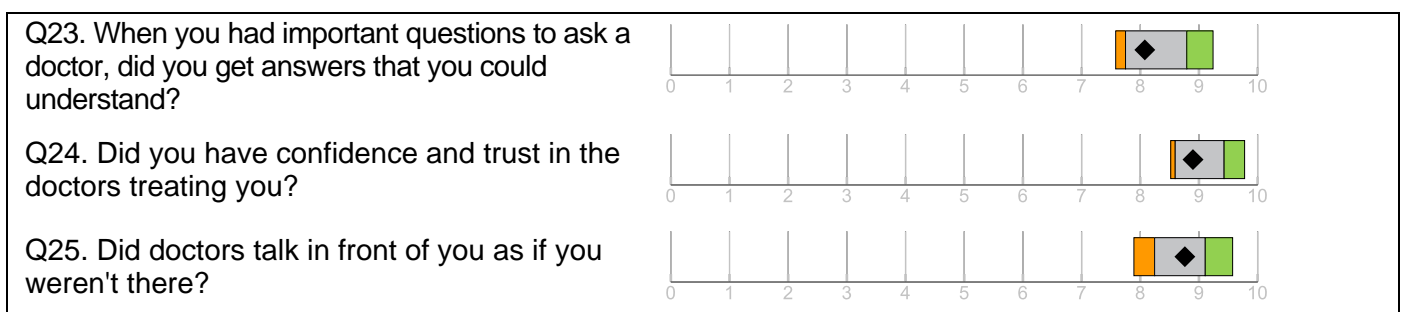 Q23. When you had important questions to ask a
doctor, did you get answers that you could
understand?
0 1 2 3 4 5 6 7 8 9 10
Q24. Did you have confidence and trust in the
doctors treating you?
0 1 2 3 4 5 6 7 8 9 10
Q25. Did doctors talk in front of you as if you
weren't there?
0 1 2 3 4 5 6 7 8 9 10